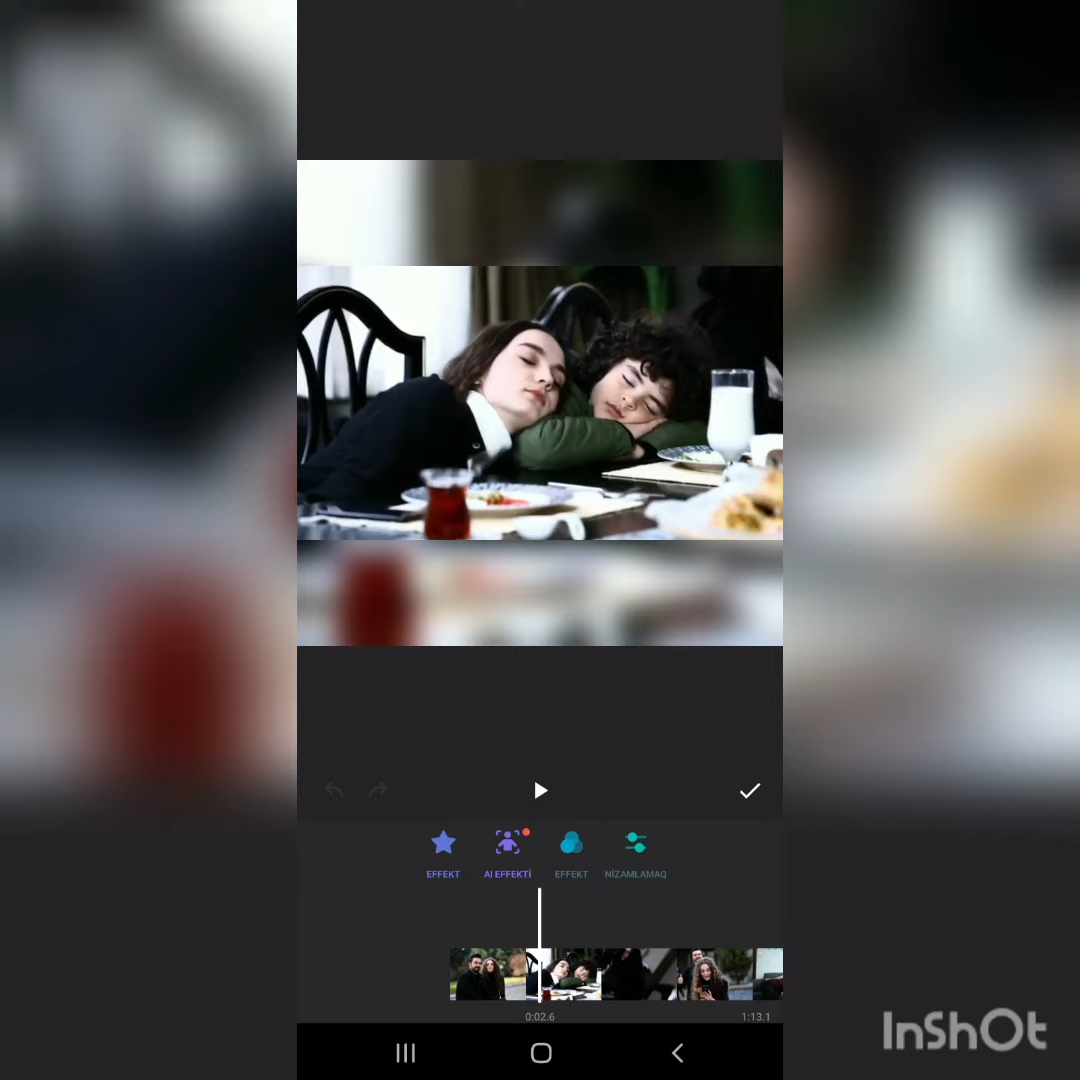 EFFEKT
AI EFFEKTİ
EFFEKT
NİZAMLAMAQ
0:02.6
1:13.1
InShOt